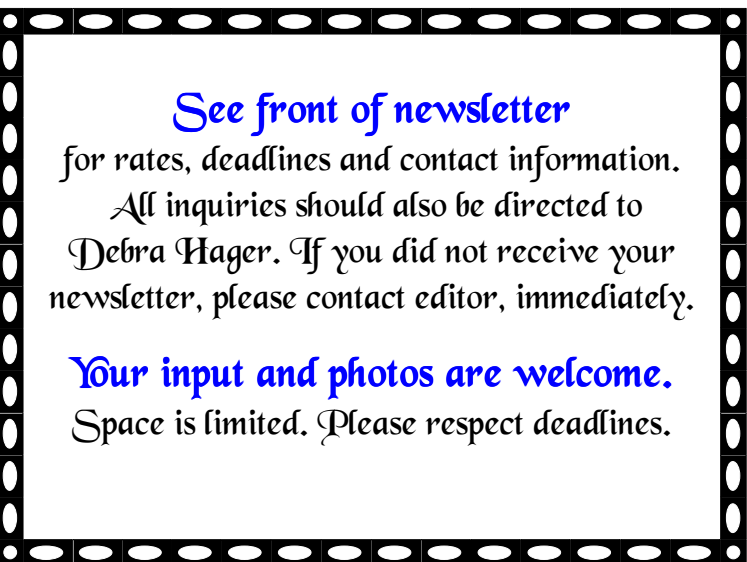 See front of newsletter
for rates, deadlines and contact information.
All inquiries should also be directed to
Debra Hager. If you did not receive your
newsletter, please contact editor, immediately.
Your input and photos are welcome.
Space is limited. Please respect deadlines.